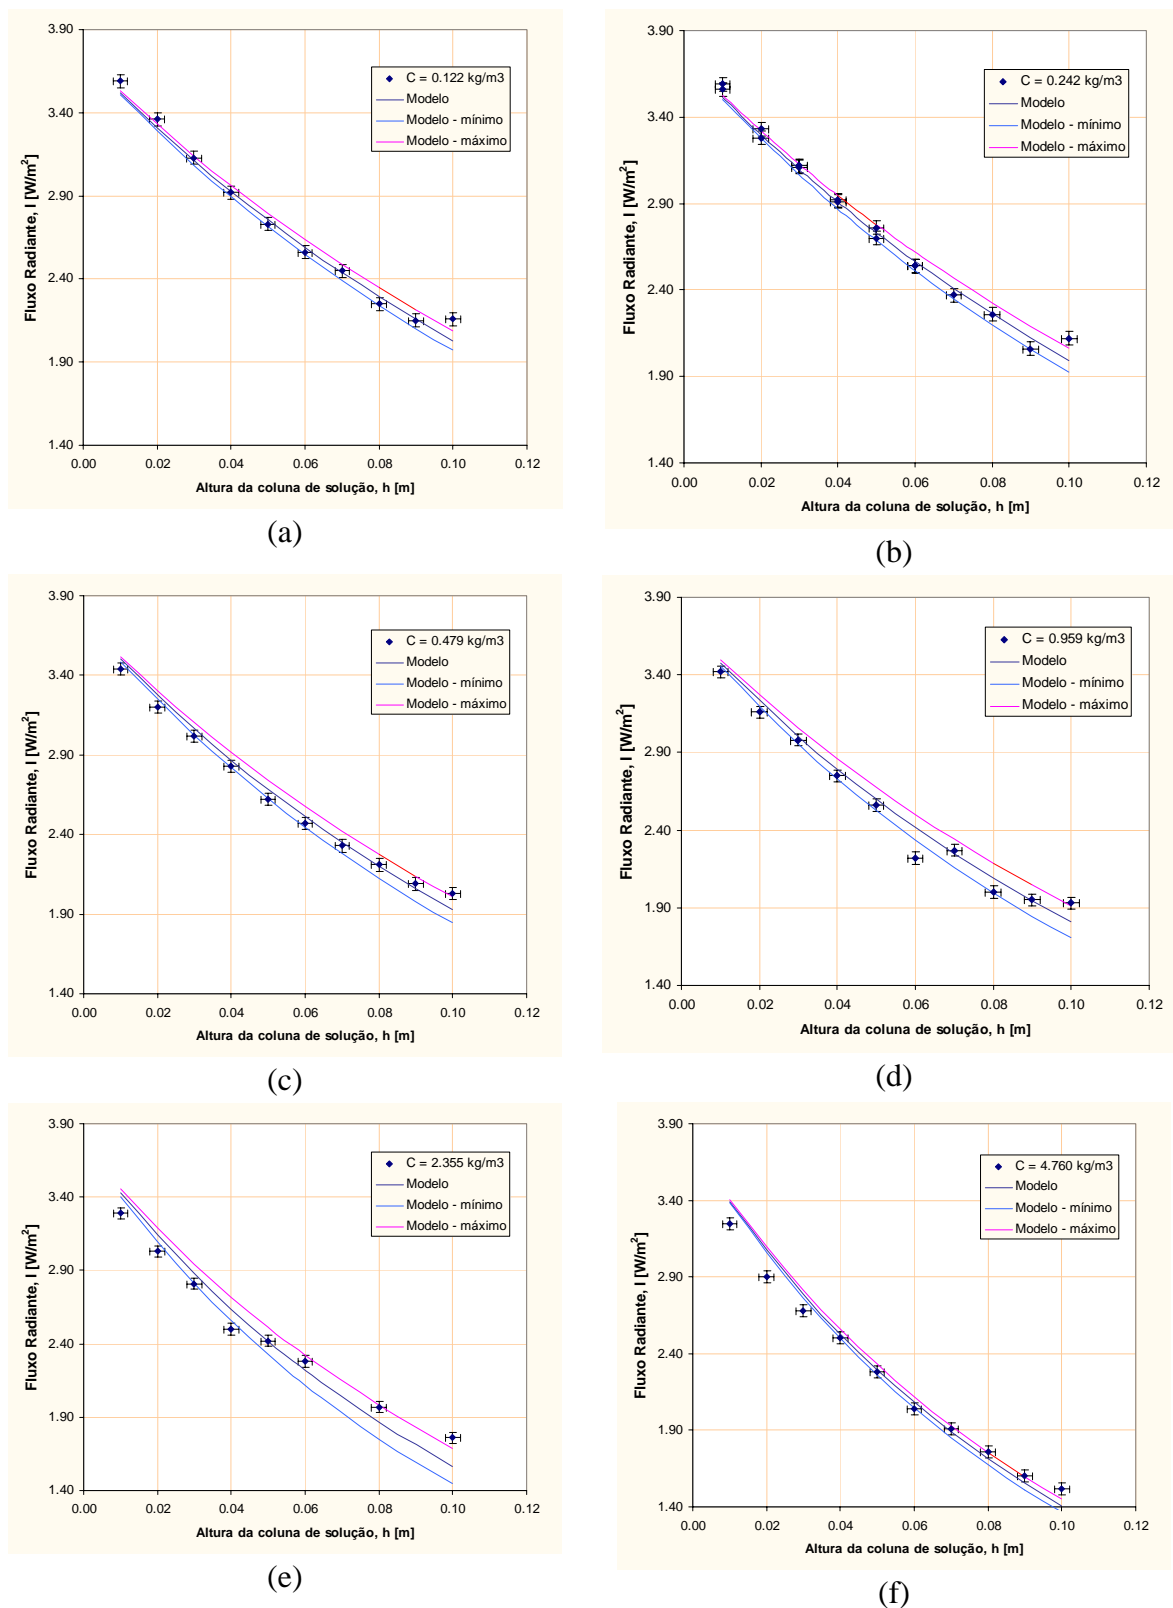 3.90
3.40
2.90
2.40
1.90
1.40
0.00 0.02 0.04 0.06 0.08 0.10 0.12
Fluxo Radiante, I [W/m²]
Altura da coluna de solução, h [m]
C = 0.122 kg/m3
Modelo
Modelo - mínimo
Modelo - máximo
(a)
3.90
3.40
2.90
2.40
1.90
1.40
0.00 0.02 0.04 0.06 0.08 0.10 0.12
Fluxo Radiante, I [W/m²]
Altura da coluna de solução, h [m]
C = 0.242 kg/m3
Modelo
Modelo - mínimo
Modelo - máximo
(b)
3.90
3.40
2.90
2.40
1.90
1.40
0.00 0.02 0.04 0.06 0.08 0.10 0.12
Fluxo Radiante, I [W/m²]
Altura da coluna de solução, h [m]
C = 0.479 kg/m3
Modelo
Modelo - mínimo
Modelo - máximo
(c)
3.90
3.40
2.90
2.40
1.90
1.40
0.00 0.02 0.04 0.06 0.08 0.10 0.12
Fluxo Radiante, I [W/m²]
Altura da coluna de solução, h [m]
C = 0.959 kg/m3
Modelo
Modelo - mínimo
Modelo - máximo
(d)
3.90
3.40
2.90
2.40
1.90
1.40
0.00 0.02 0.04 0.06 0.08 0.10 0.12
Fluxo Radiante, I [W/m²]
Altura da coluna de solução, h [m]
C = 2.355 kg/m3
Modelo
Modelo - mínimo
Modelo - máximo
(e)
3.90
3.40
2.90
2.40
1.90
1.40
0.00 0.02 0.04 0.06 0.08 0.10 0.12
Fluxo Radiante, I [W/m²]
Altura da coluna de solução, h [m]
C = 4.760 kg/m3
Modelo
Modelo - mínimo
Modelo - máximo
(f)